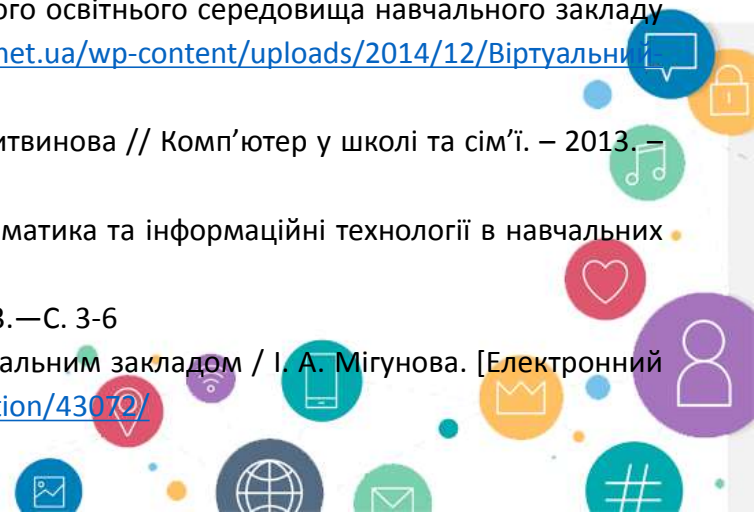 ого освітнього середовища навчального закладу
net.ua/wp-content/uploads/2014/12/Віртуальний-
итвинова // Комп’ютер у школі та сім’ї. – 2013. –
матика та інформаційні технології в навчальних
3.—С. 3-6
альним закладом / І. А. Мігунова. [Електронний
tion/43072/